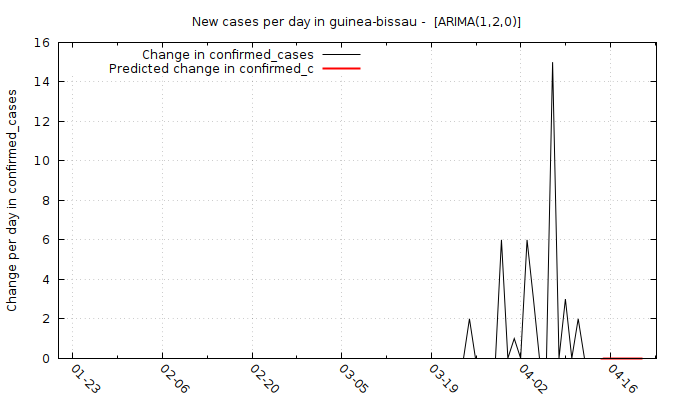 New cases per day in guinea-bissau -  [ARIMA(1,2,0)]
Change in confirmed_cases
Predicted change in confirmed_c
Change per day in confirmed_cases
16
14
12
10
8
6
4
2
0
01-23 02-06 02-20 03-05 03-19 04-02 04-16